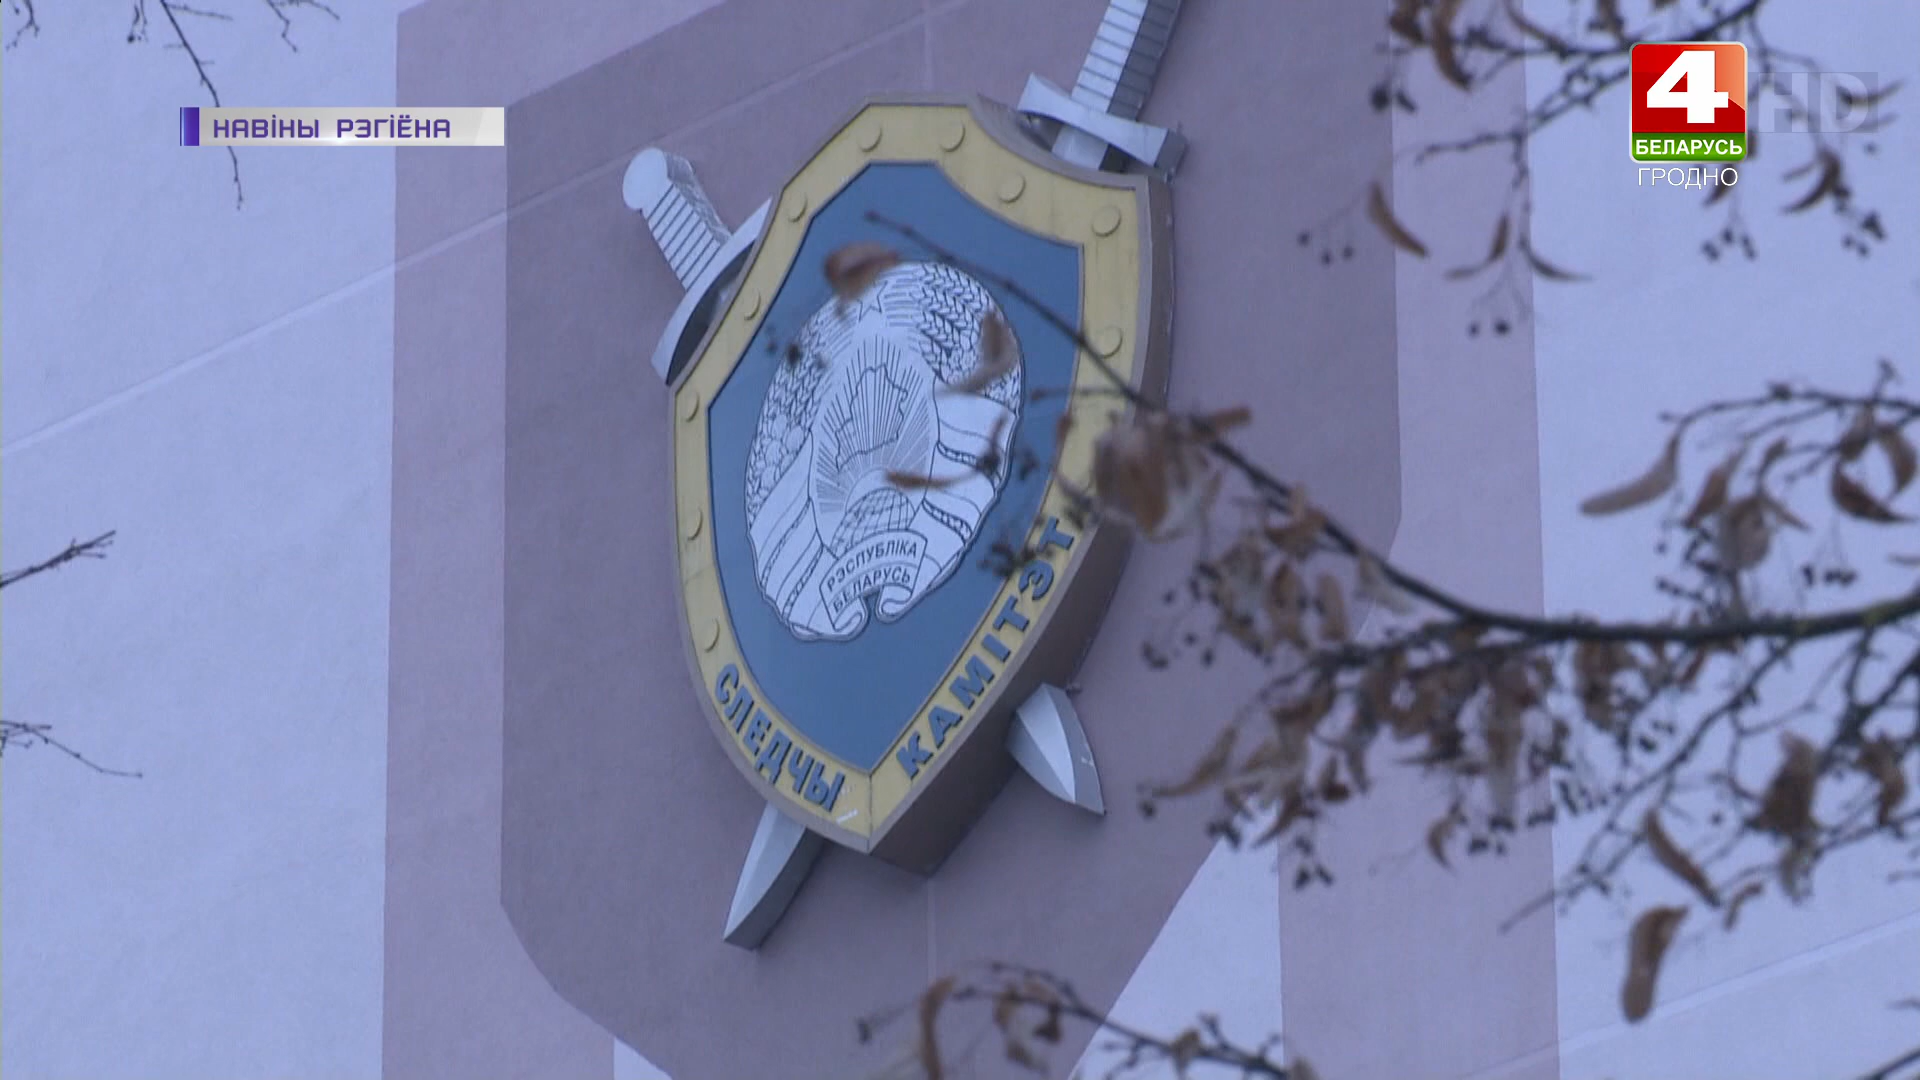 НАВІНЫ РЭГІЁНА
4
HD
БЕЛАРУСЬ
ГРОДНО
РЭСПУБЛІКА
БЕЛАРУСЬ
СЛЕДЧЫ КАМІТЭТ